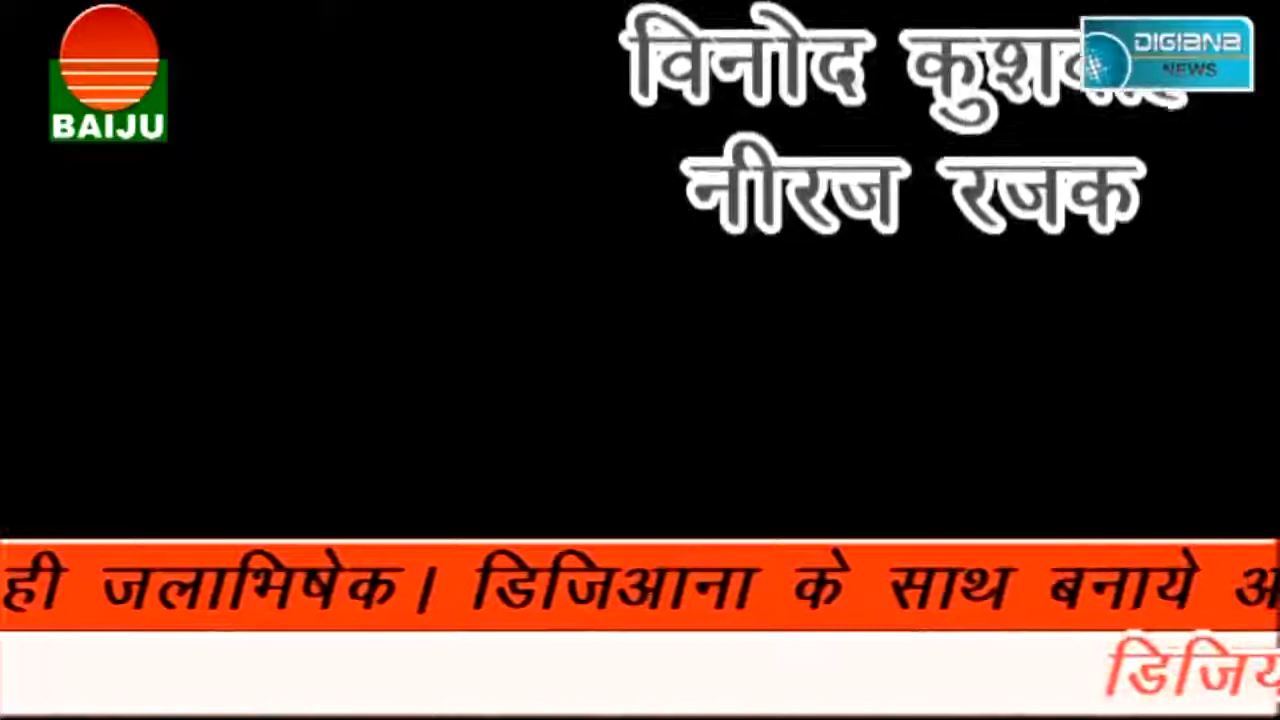 BAIJU
DIGIANA
NEWS
विनोद
नीरज रजक
ही जलाभिषेक। डिजिआना के साथ बनाये